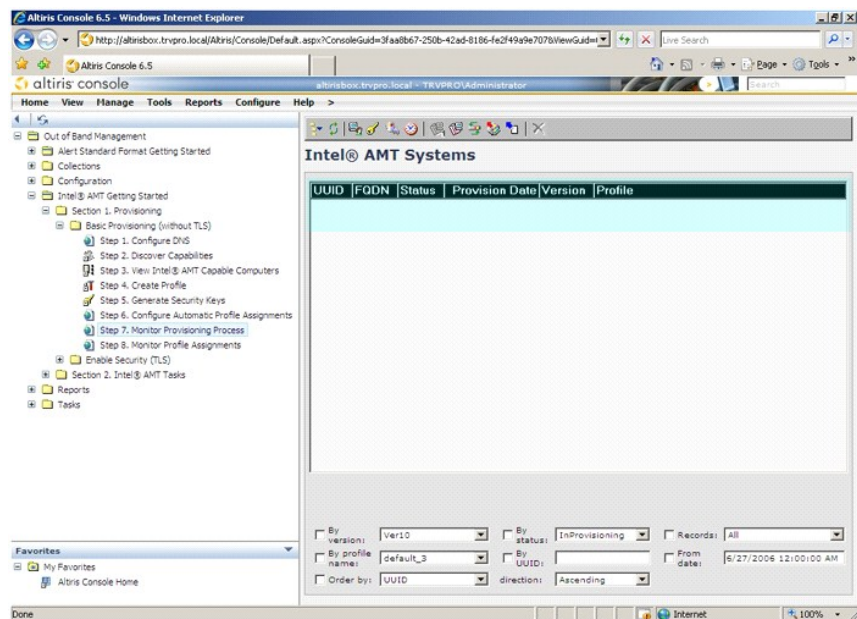 Altiris Console 6.5 - Windows Internet Explorer
http://altirisbox.trvpro.local/Altiris/Console/Default.aspx?ConsoleGuid=3faa8b67-250b-42ad-8186-fe2f49a9e707&ViewGuid=
Live Search
Altiris Console 6.5
Page
Tools
altiris console
altirisbox.trvpro.local - TRVPRO\Administrator
Search
Home View Manage Tools Reports Configure Help >
Out of Band Management
Alert Standard Format Getting Started
Collections
Configuration
Intel® AMT Getting Started
Section 1. Provisioning
Basic Provisioning (without TLS)
Step 1. Configure DNS
Step 2. Discover Capabilities
Step 3. View Intel® AMT Capable Computers
Step 4. Create Profile
Step 5. Generate Security Keys
Step 6. Configure Automatic Profile Assignments
Step 7. Monitor Provisioning Process
Step 8. Monitor Profile Assignments
Enable Security (TLS)
Section 2. Intel® AMT Tasks
Reports
Tasks
Favorites
My Favorites
Altiris Console Home
Intel® AMT Systems
UUID FQDN Status Provision Date Version Profile
By version: Ver10 By status: InProvisioning Records: All
By profile name: default_3 By UUID: From date: 6/27/2006 12:00:00 AM
Order by: UUID direction: Ascending
Done
Internet
100%